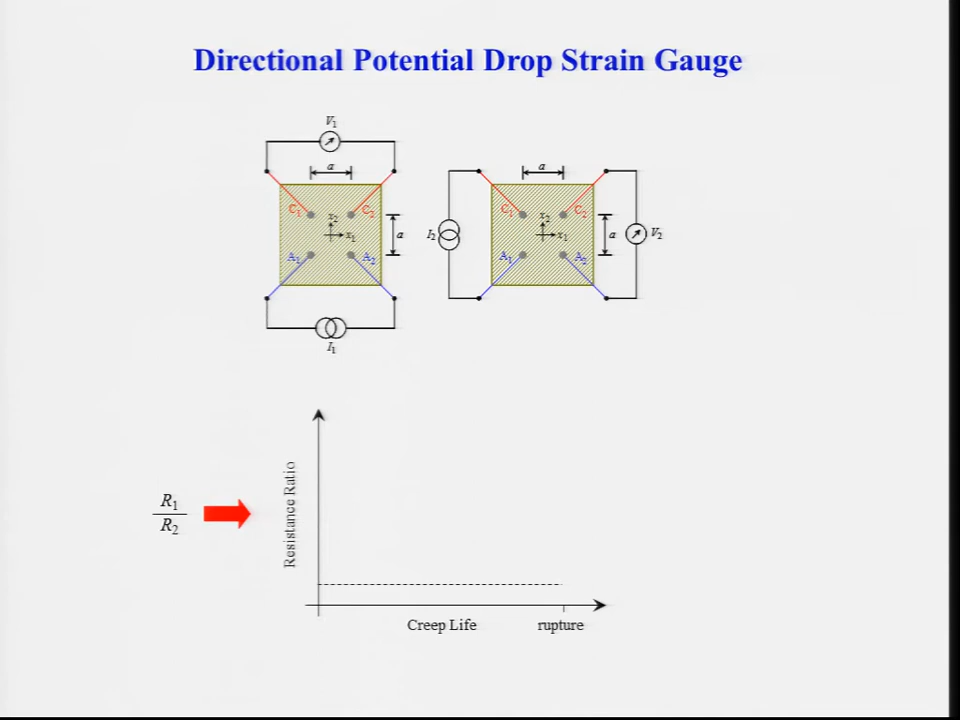 Directional Potential Drop Strain Gauge
V₁
a
C₁ C₂
x₂
x₁
a
A₁ A₂
I₁
a
C₁ C₂
x₂
I₂
x₁
a
V₂
A₁ A₂
R₁
R₂
Resistance Ratio
Creep Life
rupture